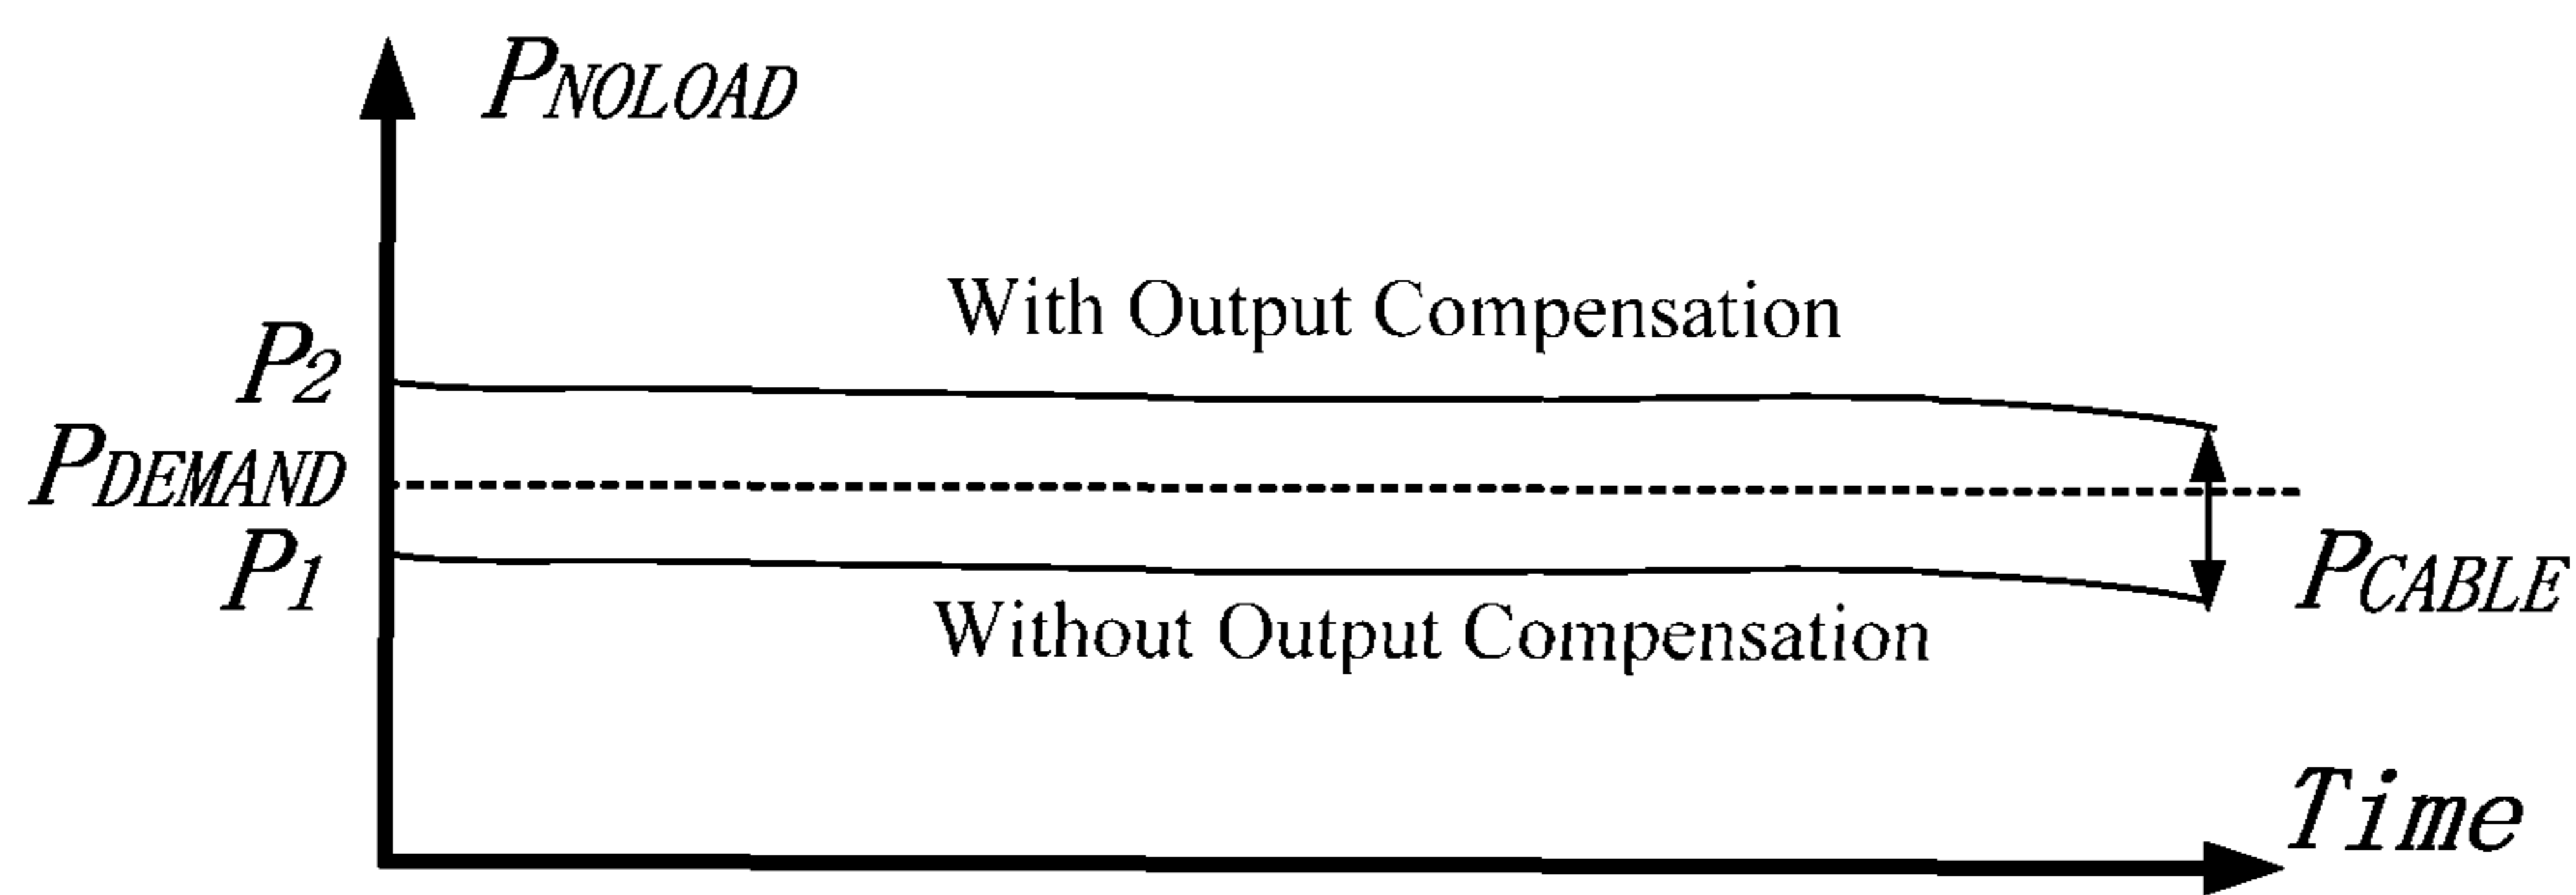 PNOLOAD
With Output Compensation
P2
PDEMAND
P1
PCABLE
Without Output Compensation
Time